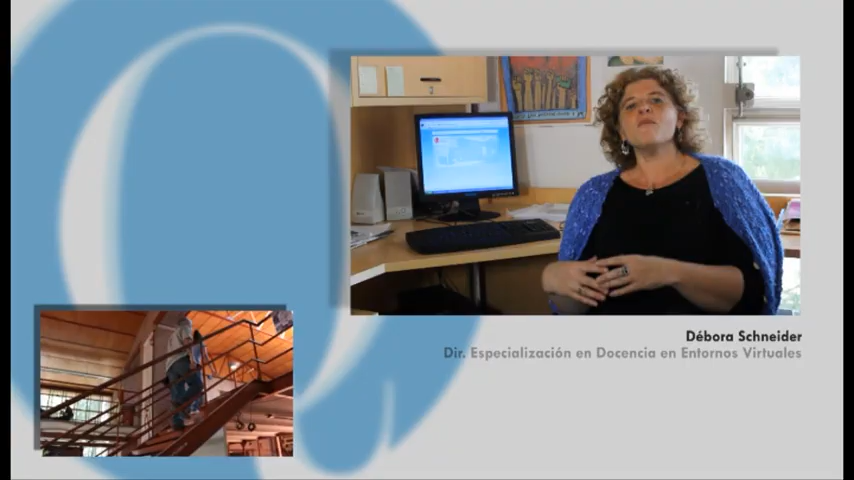 Débora Schneider
Dir. Especialización en Docencia en Entornos Virtuales